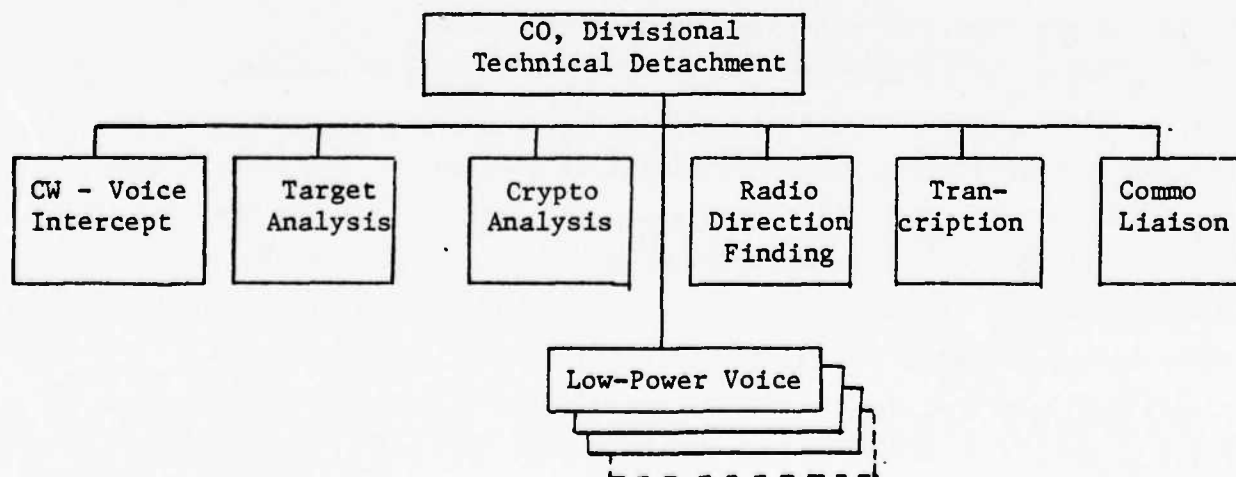 CO, Divisional
Technical Detachment
CW - Voice
Intercept
Target
Analysis
Crypto
Analysis
Radio
Direction
Finding
Tran-
cription
Commo
Liaison
Low-Power Voice